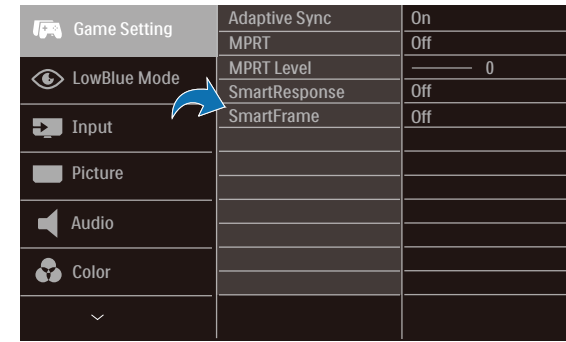 Game Setting
LowBlue Mode
Input
Picture
Audio
Color
Adaptive Sync On
MPRT Off
MPRT Level 0
SmartResponse Off
SmartFrame Off